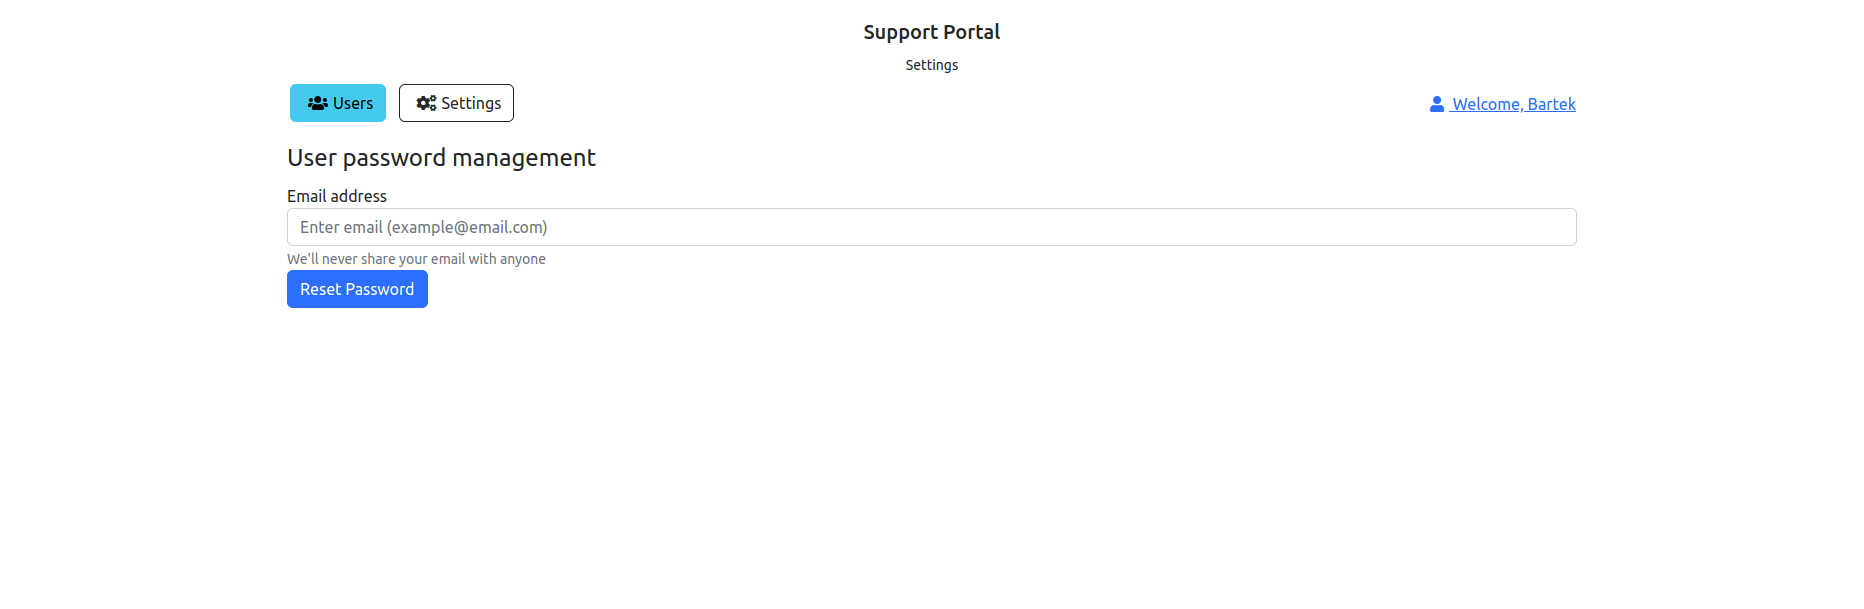 Support Portal
Settings
Users Settings Welcome, Bartek
User password management
Email address
Enter email (example@email.com)
We'll never share your email with anyone
Reset Password